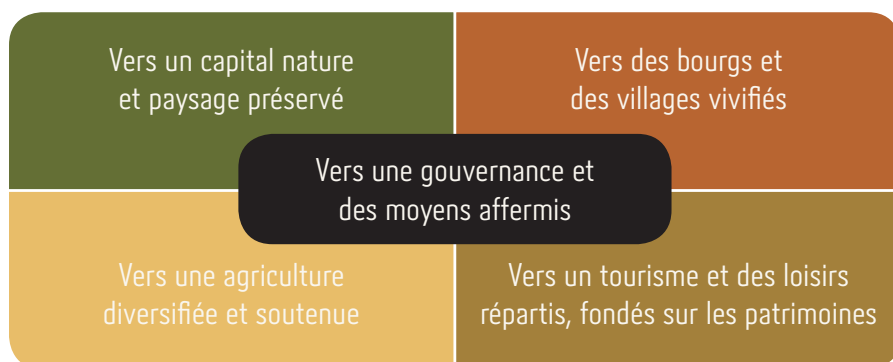 Vers un capital nature
et paysage préservé
Vers des bourgs et
des villages vivifiés
Vers une gouvernance et
des moyens affermis
Vers une agriculture
diversifiée et soutenue
Vers un tourisme et des loisirs
répartis, fondés sur les patrimoines